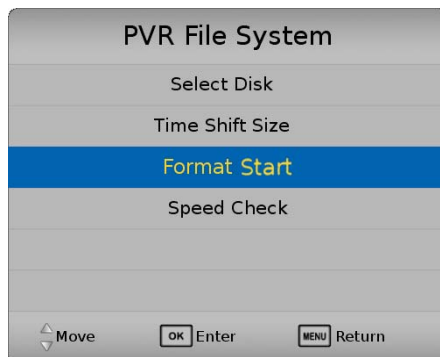 PVR File System
Select Disk
Time Shift Size
Format Start
Speed Check
Move OK Enter MENU Return